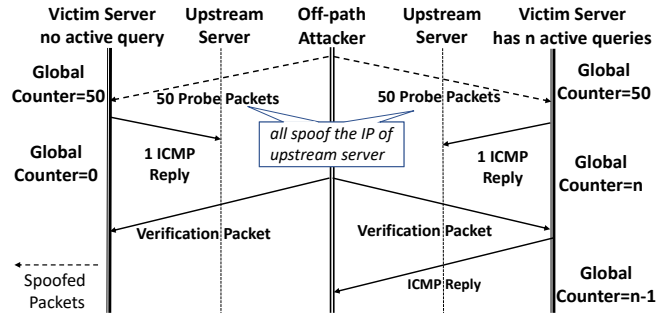 Victim Server
no active query
Upstream
Server
Off-path
Attacker
Upstream
Server
Victim Server
has n active queries
Global
Counter=50
50 Probe Packets
50 Probe Packets
Global
Counter=50
all spoof the IP of
upstream server
Global
Counter=0
1 ICMP
Reply
1 ICMP
Reply
Global
Counter=n
Verification Packet
Verification Packet
Spoofed
Packets
ICMP Reply
Global
Counter=n-1